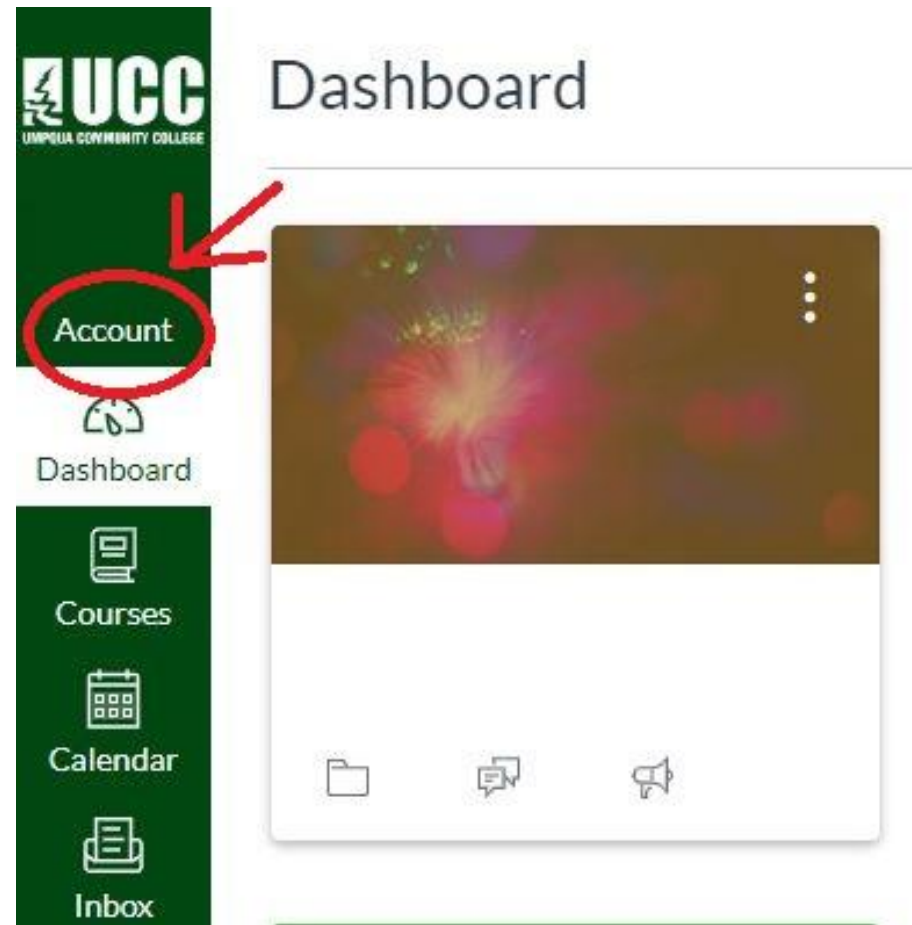 UCC
UMPQUA COMMUNITY COLLEGE
Dashboard
Account
Dashboard
Courses
Calendar
Inbox